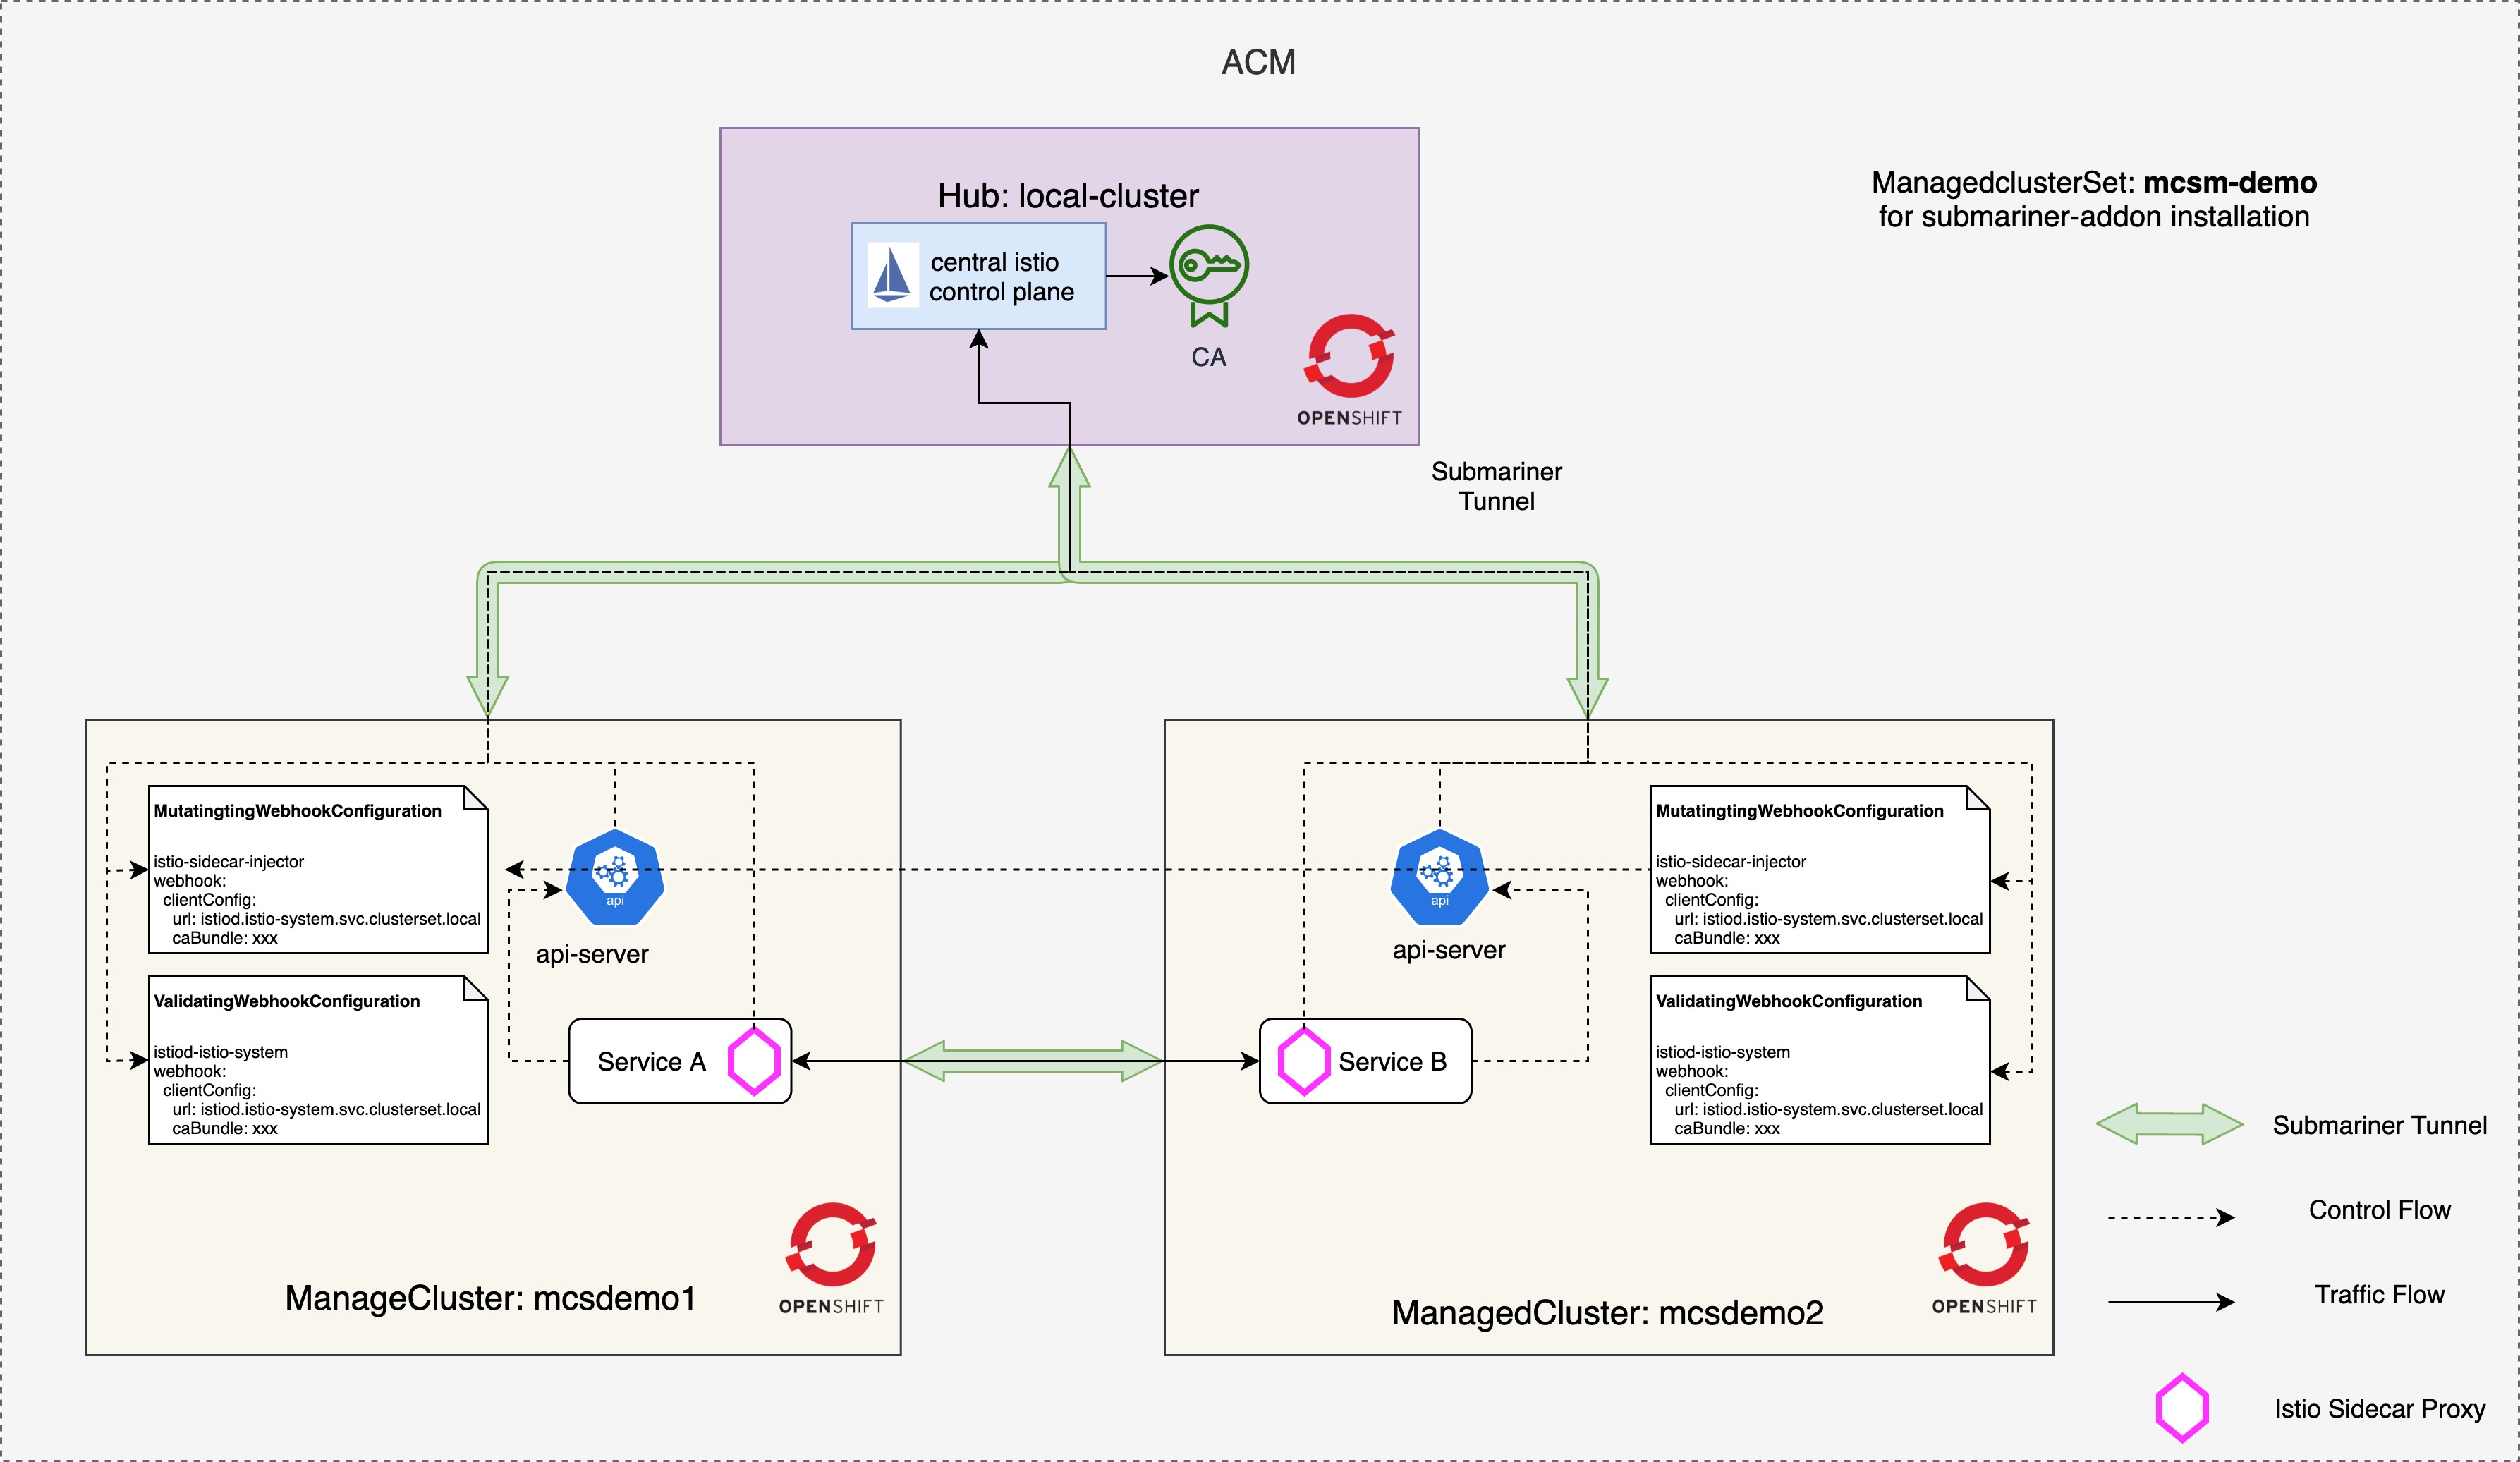 ACM
Hub: local-cluster
central istio
control plane
CA
OPENSHIFT
ManagedclusterSet: mcsm-demo
for submariner-addon installation
Submariner
Tunnel
MutatingtingWebhookConfiguration
istio-sidecar-injector
webhook:
clientConfig:
url: istiod.istio-system.svc.clusterset.local
caBundle: xxx
api
api-server
ValidatingWebhookConfiguration
istiod-istio-system
webhook:
clientConfig:
url: istiod.istio-system.svc.clusterset.local
caBundle: xxx
Service A
OPENSHIFT
ManageCluster: mcsdemo1
api
api-server
MutatingtingWebhookConfiguration
istio-sidecar-injector
webhook:
clientConfig:
url: istiod.istio-system.svc.clusterset.local
caBundle: xxx
Service B
ValidatingWebhookConfiguration
istiod-istio-system
webhook:
clientConfig:
url: istiod.istio-system.svc.clusterset.local
caBundle: xxx
OPENSHIFT
ManagedCluster: mcsdemo2
Submariner Tunnel
Control Flow
Traffic Flow
Istio Sidecar Proxy